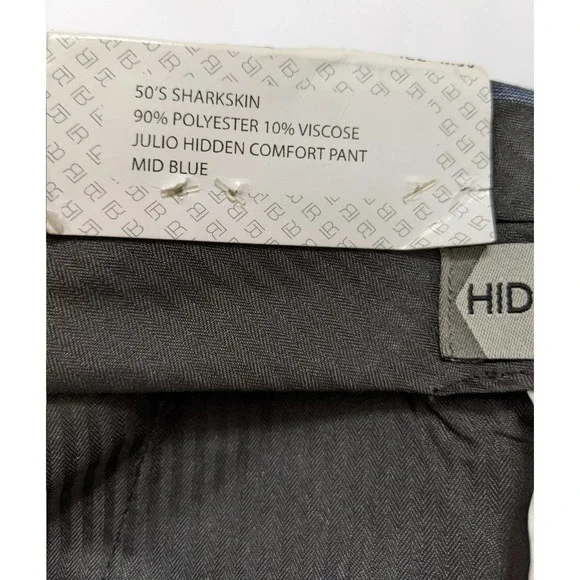 50'S SHARKSKIN
90% POLYESTER 10% VISCOSE
JULIO HIDDEN COMFORT PANT
MID BLUE
HID